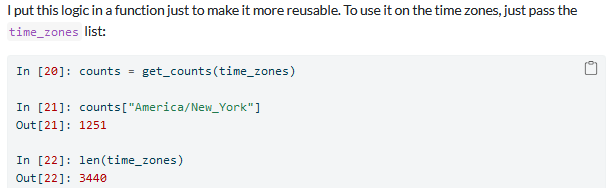 I put this logic in a function just to make it more reusable. To use it on the time zones, just pass the
time_zones list:
In [20]: counts = get_counts(time_zones)
In [21]: counts["America/New_York"]
Out[21]: 1251
In [22]: len(time_zones)
Out[22]: 3440